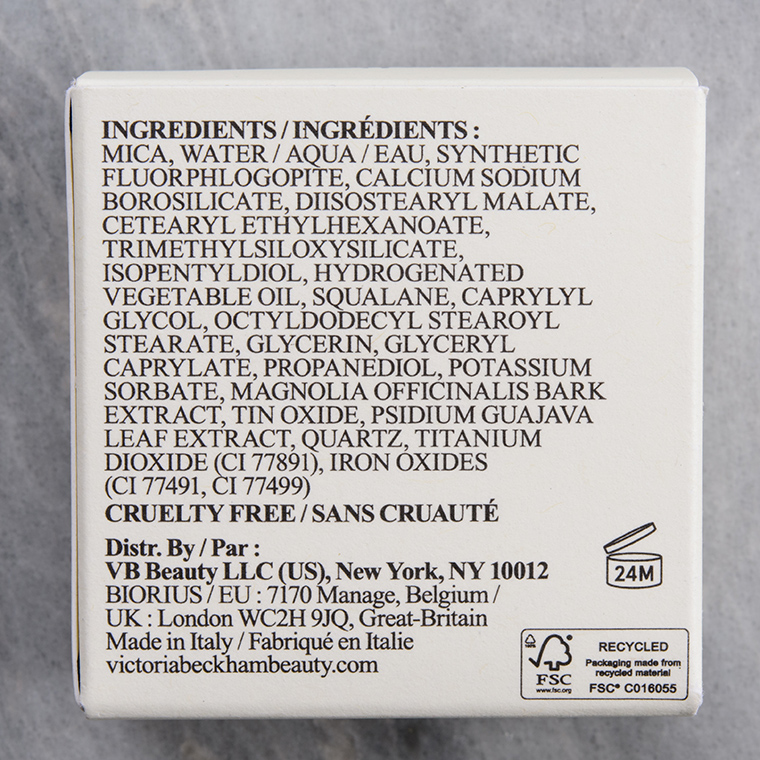 INGREDIENTS / INGRÉDIENTS :
MICA, WATER / AQUA / EAU, SYNTHETIC
FLUORPHLOGOPITE, CALCIUM SODIUM
BOROSILICATE, DIISOSTEARYL MALATE,
CETEARYL ETHYLHEXANOATE,
TRIMETHYLSILOXYSILICATE,
ISOPENTYLDIOL, HYDROGENATED
VEGETABLE OIL, SQUALANE, CAPRYLYL
GLYCOL, OCTYLDODECYL STEAROYL
STEARATE, GLYCERIN, GLYCERYL
CAPRYLATE, PROPANEDIOL, POTASSIUM
SORBATE, MAGNOLIA OFFICINALIS BARK
EXTRACT, TIN OXIDE, PSIDIUM GUAJAVA
LEAF EXTRACT, QUARTZ, TITANIUM
DIOXIDE (CI 77891), IRON OXIDES
(CI 77491, CI 77499)
CRUELTY FREE / SANS CRUAUTÉ
Distr. By / Par :
VB Beauty LLC (US), New York, NY 10012
BIORIUS / EU : 7170 Manage, Belgium /
UK : London WC2H 9JQ, Great-Britain
Made in Italy / Fabriqué en Italie
victoriabeckhambeauty.com
24M
100%
FSC
www.fsc.org
RECYCLED
Packaging made from
recycled material
FSC® C016055